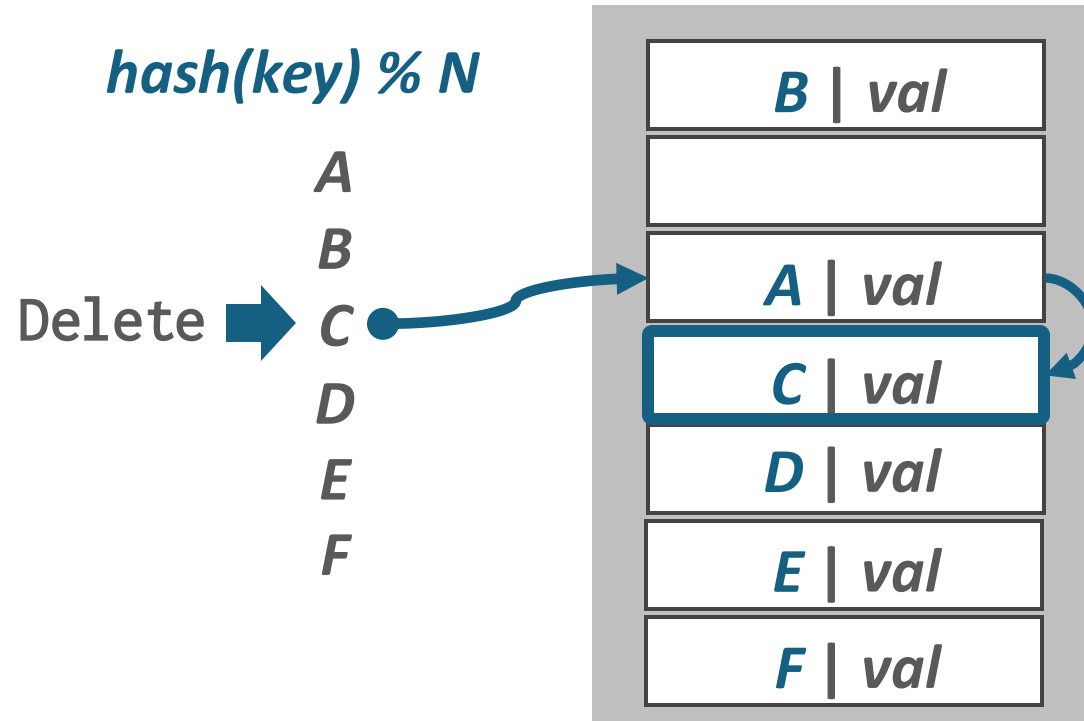 hash(key) % N
A
B
Delete
C
D
E
F
B | val
A | val
C | val
D | val
E | val
F | val